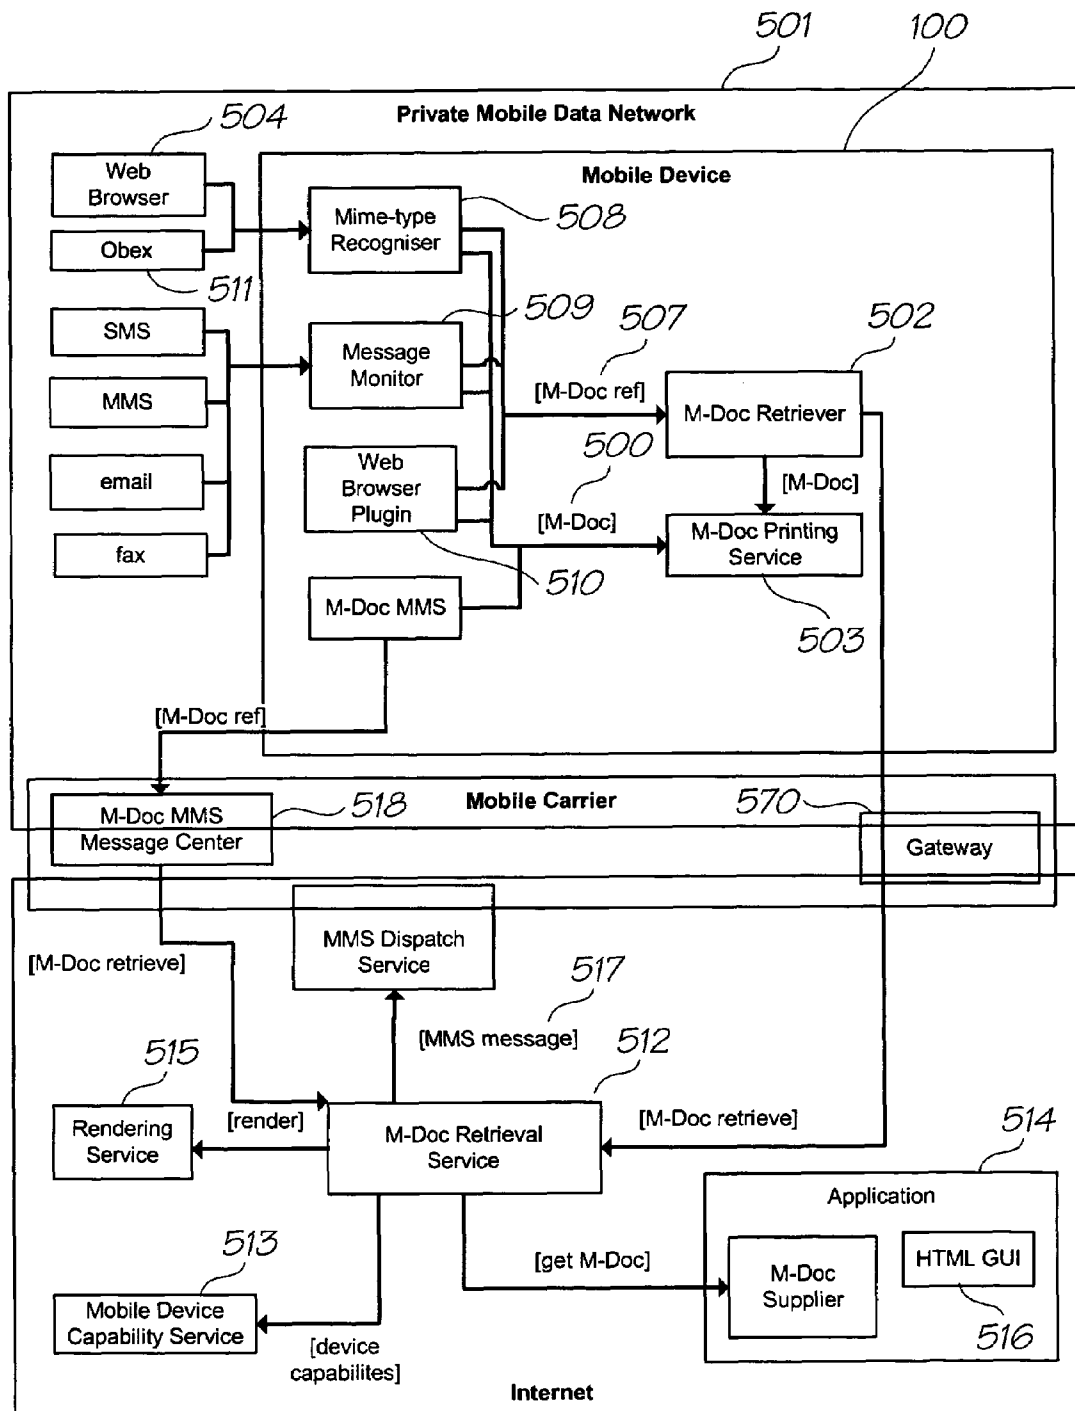 501
100
Private Mobile Data Network
504
Web
Browser
Mobile Device
Mime-type
Recogniser
508
Obex
511
SMS
509
507
502
Message
Monitor
MMS
[M-Doc ref]
M-Doc Retriever
500
email
Web
Browser
Plugin
[M-Doc]
[M-Doc]
M-Doc Printing
Service
fax
510
M-Doc MMS
503
[M-Doc ref]
M-Doc MMS
Message Center
518
Mobile Carrier
570
Gateway
MMS Dispatch
Service
[M-Doc retrieve]
517
[MMS message]
512
515
[render]
[M-Doc retrieve]
Rendering
Service
M-Doc Retrieval
Service
514
Application
513
[get M-Doc]
M-Doc
Supplier
HTML GUI
Mobile Device
Capability Service
516
[device
capabilites]
Internet